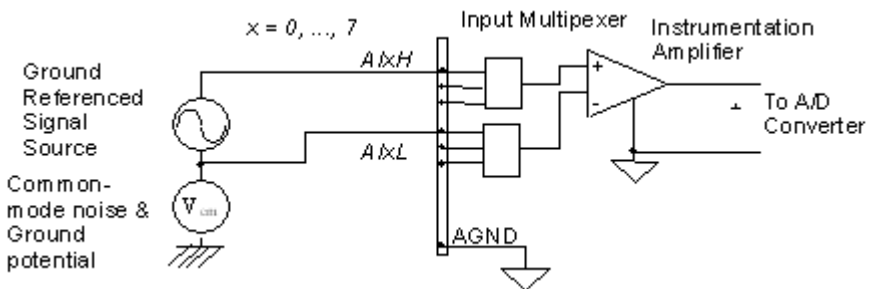 x = 0, ..., 7
Input Multipexer
Instrumentation
Amplifier
AIxH
Ground
Referenced
Signal
Source
+
-
To A/D
Converter
AIxL
Common-
mode noise &
Ground
potential
Vcm
AGND